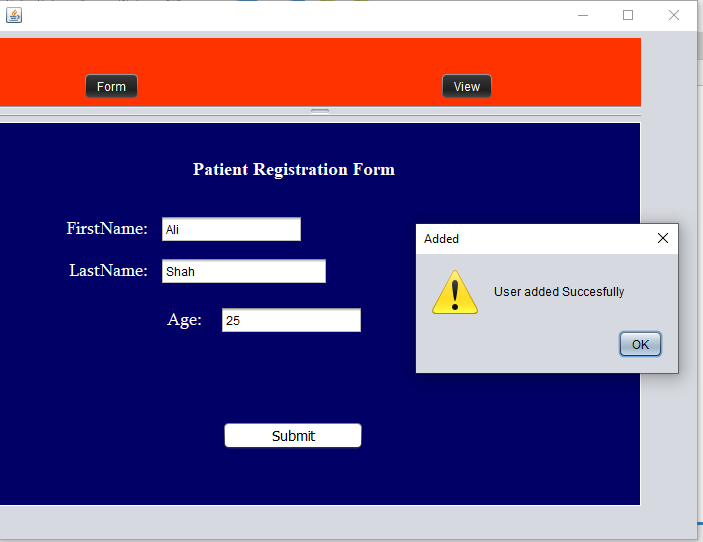 Form View
Patient Registration Form
FirstName: Ali
LastName: Shah
Age: 25
Submit
Added
User added Succesfully
OK